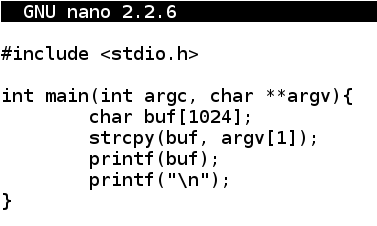 GNU nano 2.2.6
#include <stdio.h>
int main(int argc, char **argv){
        char buf[1024];
        strcpy(buf, argv[1]);
        printf(buf);
        printf("\n");
}